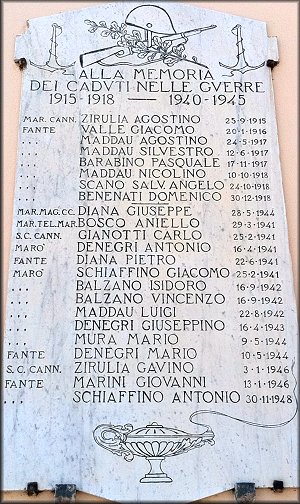 ALLA MEMORIA
DEI CADUTI NELLE GUERRE
1915-1918 — 1940-1945
MAR. CANN. ZIRULIA AGOSTINO 25-9-1915
FANTE VALLE GIACOMO 20-1-1916
,,, MADDAU AGOSTINO 24-5-1917
,,, MADDAU SILVESTRO 12-6-1917
,,, BARABINO PASQUALE 17-11-1917
,,, MADDAU NICOLINO 10-10-1918
,,, SCANO SALV. ANGELO 24-10-1918
,,, BENENATI DOMENICO 30-12-1918
MAR. MAG. CC. DIANA GIUSEPPE 28-5-1944
MAR. TEL. MAR. BOSCO ANIELLO 29-3-1941
S.C. CANN. GIANOTTI CARLO 25-2-1941
MARÒ DENEGRI ANTONIO 16-4-1941
FANTE DIANA PIETRO 22-6-1941
MARÒ SCHIAFFINO GIACOMO 25-2-1941
,,, BALZANO ISIDORO 16-9-1942
,,, BALZANO VINCENZO 16-9-1942
,,, MADDAU LUIGI 22-8-1942
,,, DENEGRI GIUSEPPINO 16-4-1943
,,, MURA MARIO 9-5-1944
FANTE DENEGRI MARIO 10-5-1944
S.C. CANN. ZIRULIA GAVINO 3-1-1946
FANTE MARINI GIOVANNI 13-1-1946
,,, SCHIAFFINO ANTONIO 30-11-1948